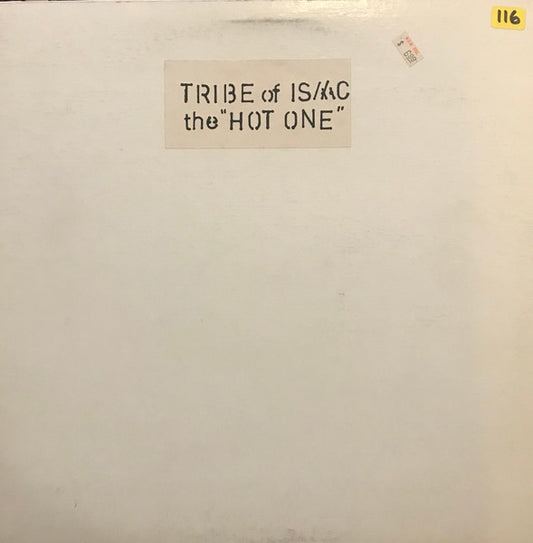 116
TRIBE of ISAAC
the "HOT ONE"